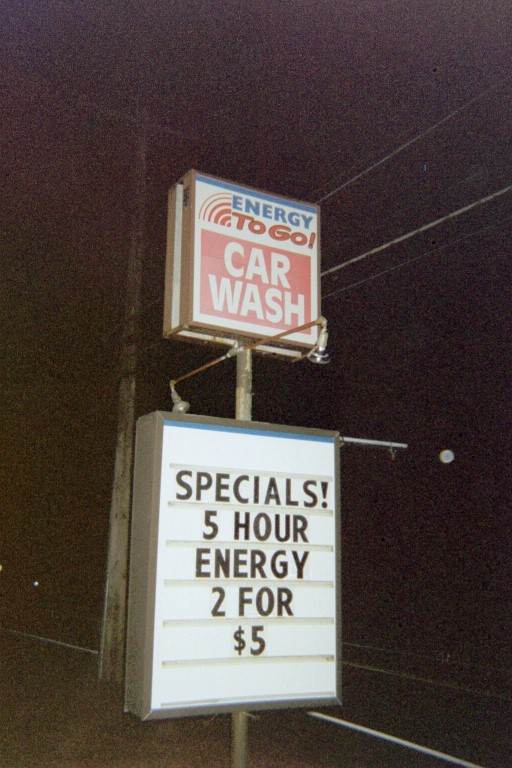 ENERGY
To Go!
CAR
WASH
SPECIALS!
5 HOUR
ENERGY
2 FOR
$5